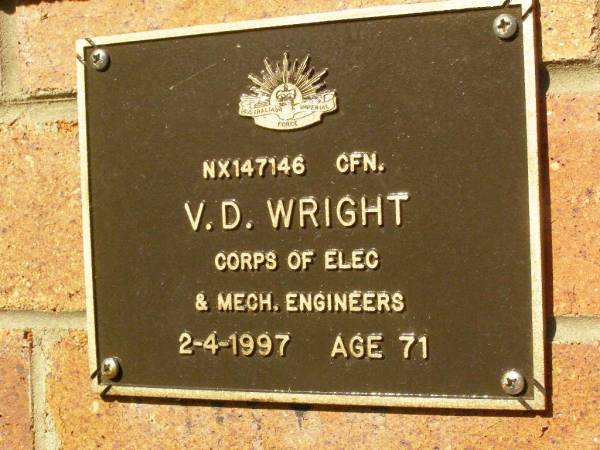 AUSTRALIAN IMPERIAL
FORCE
NX147146 CFN.
V. D. WRIGHT
CORPS OF ELEC
& MECH. ENGINEERS
2-4-1997 AGE 71